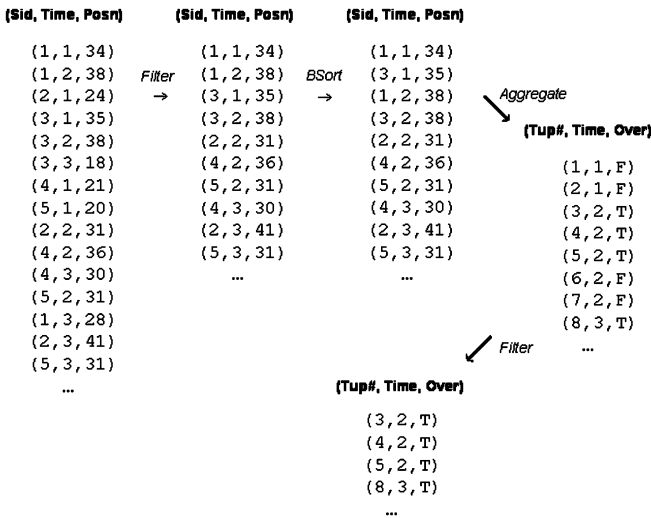 (Sid, Time, Posn)
(1,1,34)
(1,2,38)
(2,1,24)
(3,1,35)
(3,2,38)
(3,3,18)
(4,1,21)
(5,1,20)
(2,2,31)
(4,2,36)
(4,3,30)
(5,2,31)
(1,3,28)
(2,3,41)
(5,3,31)
...
Filter
→
(Sid, Time, Posn)
(1,1,34)
(1,2,38)
(3,1,35)
(3,2,38)
(2,2,31)
(4,2,36)
(5,2,31)
(4,3,30)
(2,3,41)
(5,3,31)
...
BSort
→
(Sid, Time, Posn)
(1,1,34)
(3,1,35)
(1,2,38)
(3,2,38)
(2,2,31)
(4,2,36)
(5,2,31)
(4,3,30)
(2,3,41)
(5,3,31)
...
Aggregate
(Tup#, Time, Over)
(1,1,F)
(2,1,F)
(3,2,T)
(4,2,T)
(5,2,T)
(6,2,F)
(7,2,F)
(8,3,T)
...
Filter
(Tup#, Time, Over)
(3,2,T)
(4,2,T)
(5,2,T)
(8,3,T)
...